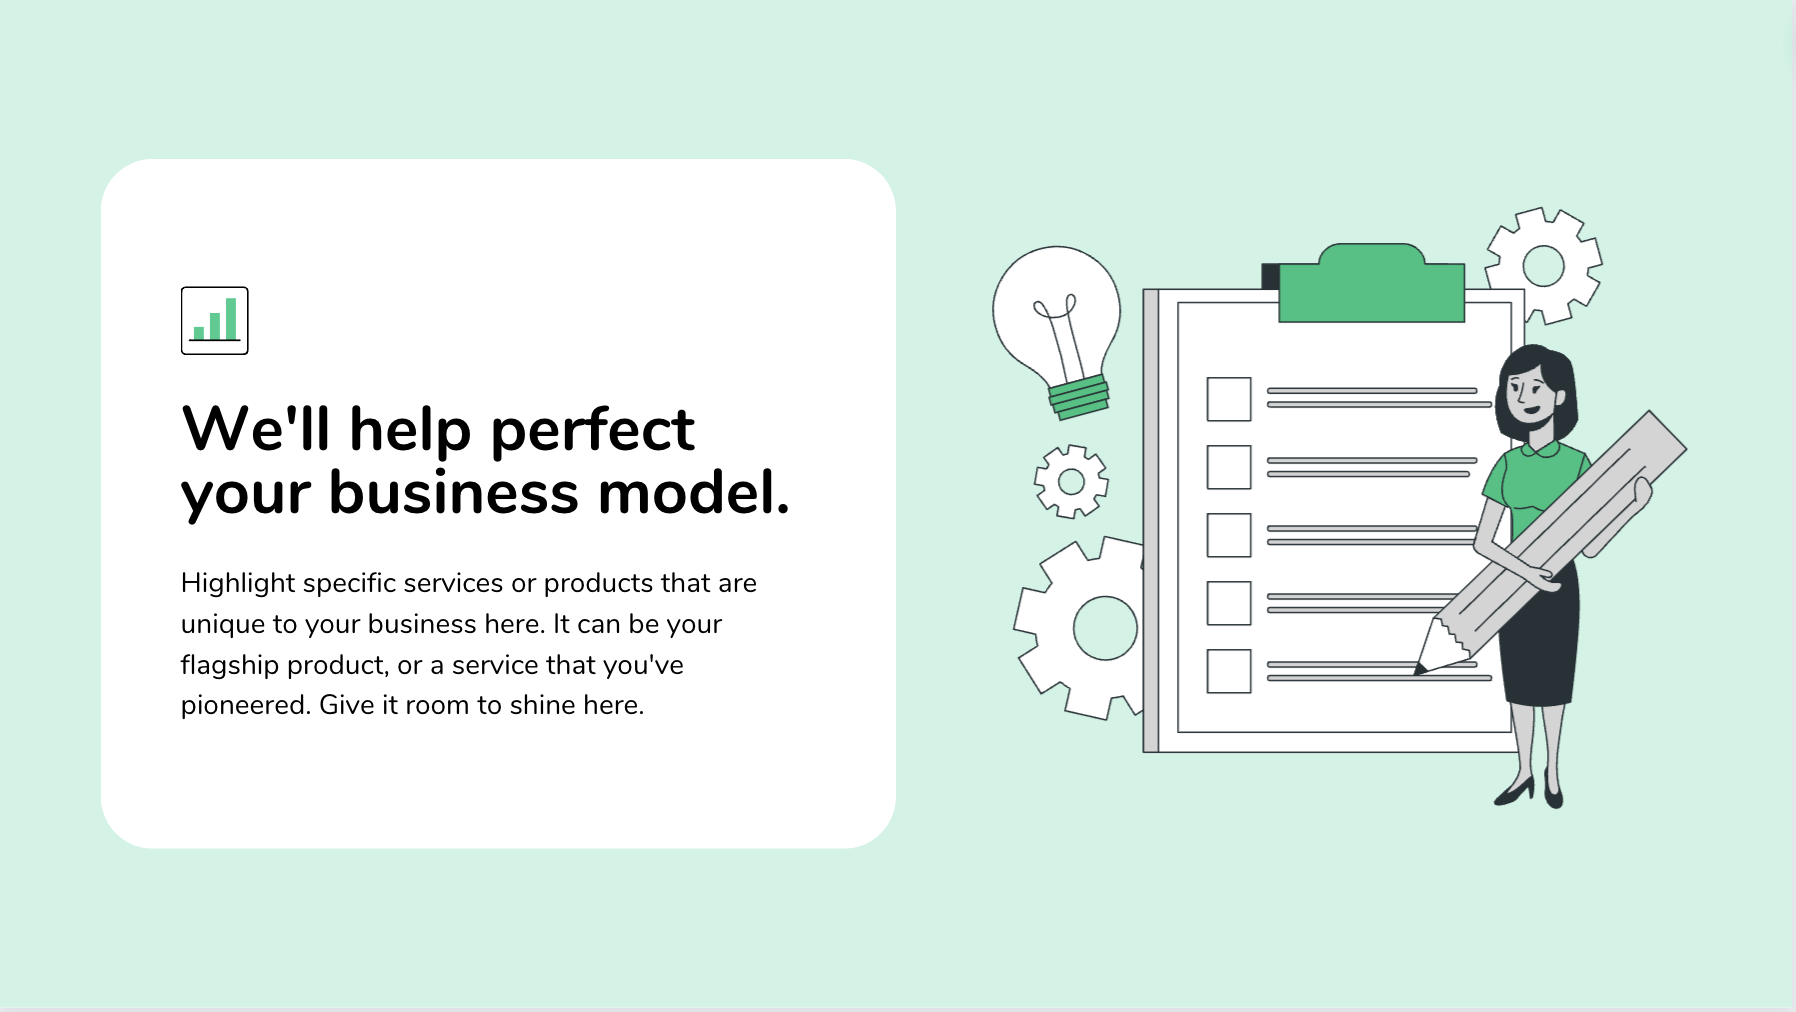 We'll help perfect
your business model.
Highlight specific services or products that are
unique to your business here. It can be your
flagship product, or a service that you've
pioneered. Give it room to shine here.